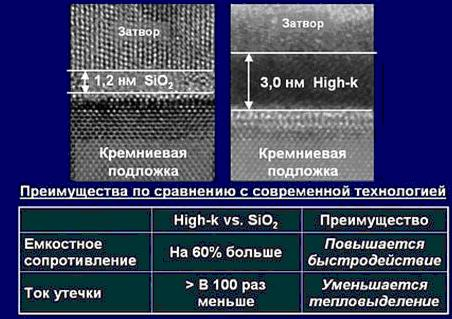 Затвор
1,2 нм SiO₂
Кремниевая
подложка
Затвор
3,0 нм High-k
Кремниевая
подложка
Преимущества по сравнению с современной технологией
High-k vs. SiO₂ Преимущество
Емкостное
сопротивление
На 60% больше
Повышается
быстродействие
Ток утечки
> В 100 раз
меньше
Уменьшается
тепловыделение